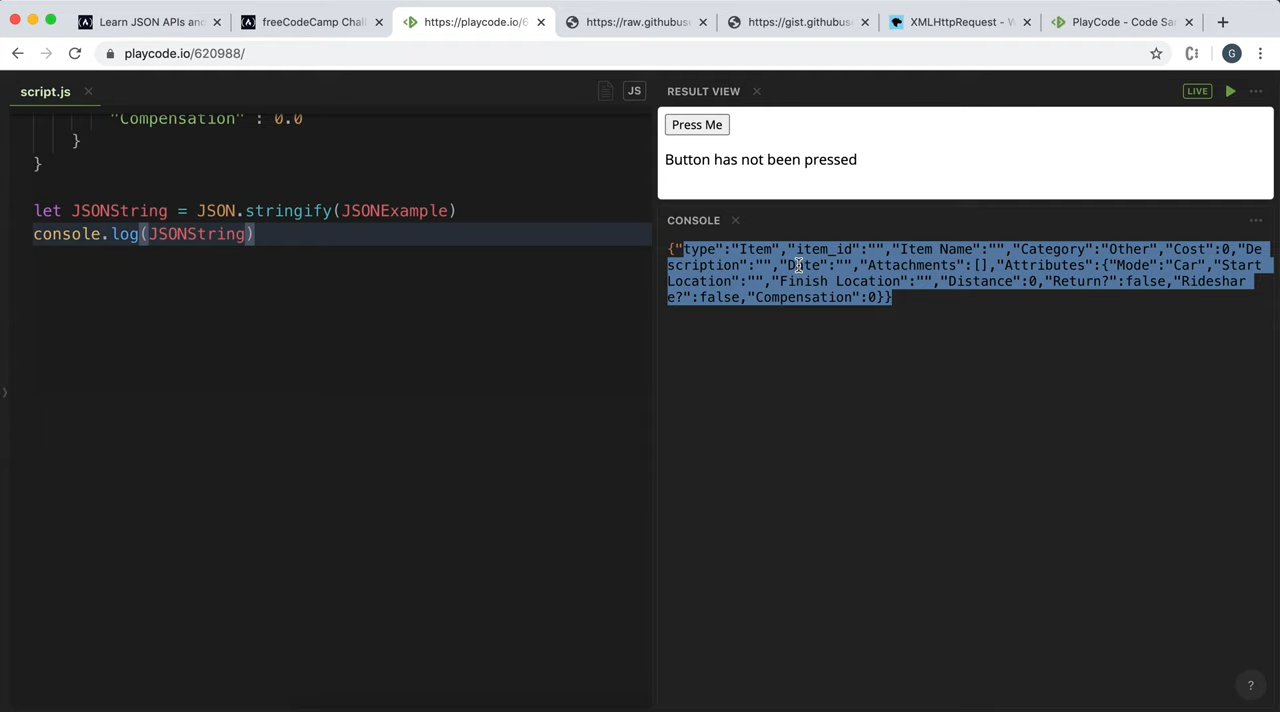 Learn JSON APIs and
freeCodeCamp Chall
https://playcode.io/6
https://raw.githubuse
https://gist.githubuse
XMLHttpRequest - W
PlayCode - Code Sa
playcode.io/620988/
G
script.js
JS
RESULT VIEW
LIVE
"Compensation" : 0.0
}
}
let JSONString = JSON.stringify(JSONExample)
console.log(JSONString)
Press Me
Button has not been pressed
CONSOLE
{"type":"Item","item_id":"","Item Name":"","Category":"Other","Cost":0,"De
scription":"","Date":"","Attachments":[],"Attributes":{"Mode":"Car","Start
Location":"","Finish Location":"","Distance":0,"Return?":false,"Rideshar
e?":false,"Compensation":0}}
?